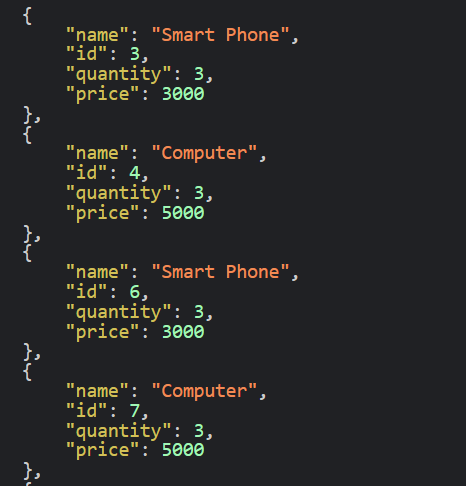 {
"name": "Smart Phone",
"id": 3,
"quantity": 3,
"price": 3000
},
{
"name": "Computer",
"id": 4,
"quantity": 3,
"price": 5000
},
{
"name": "Smart Phone",
"id": 6,
"quantity": 3,
"price": 3000
},
{
"name": "Computer",
"id": 7,
"quantity": 3,
"price": 5000
},